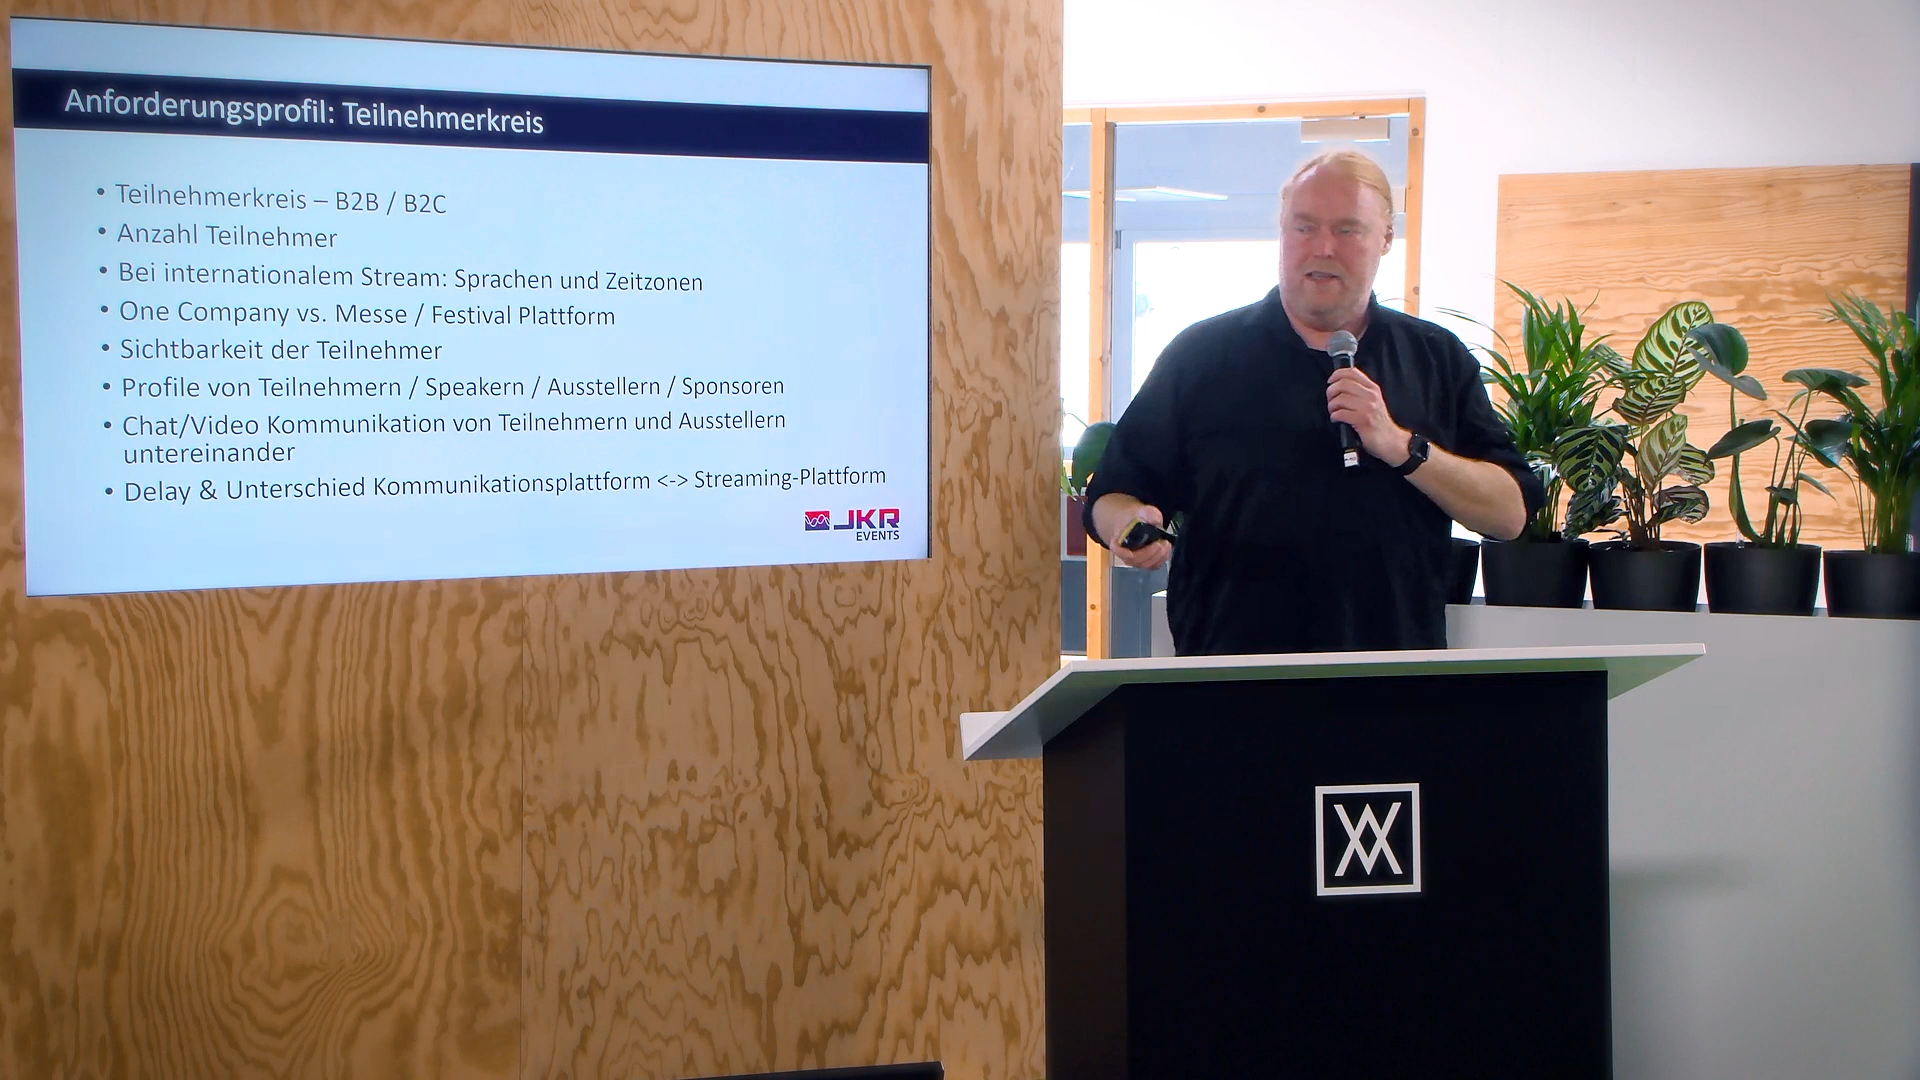 Anforderungsprofil: Teilnehmerkreis
• Teilnehmerkreis – B2B / B2C
• Anzahl Teilnehmer
• Bei internationalem Stream: Sprachen und Zeitzonen
• One Company vs. Messe / Festival Plattform
• Sichtbarkeit der Teilnehmer
• Profile von Teilnehmern / Speakern / Ausstellern / Sponsoren
• Chat/Video Kommunikation von Teilnehmern und Ausstellern
untereinander
• Delay & Unterschied Kommunikationsplattform <-> Streaming-Plattform
JKR
EVENTS